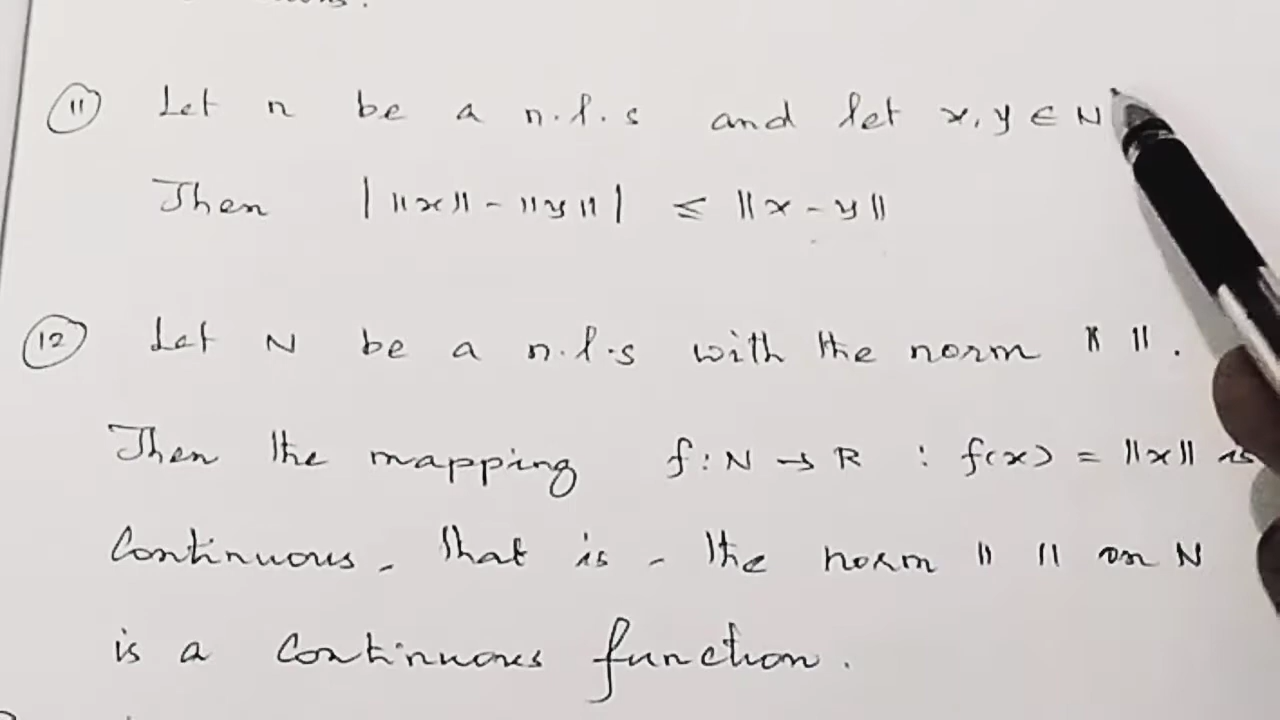 (11) Let n be a n.l.s and let x, y ∈ N
Then | ||x|| - ||y|| | ≤ ||x - y||
(12) Let N be a n.l.s with the norm || ||.
Then the mapping f : N → R : f(x) = ||x|| is
Continuous. That is - the norm || || on N
is a continuous function.